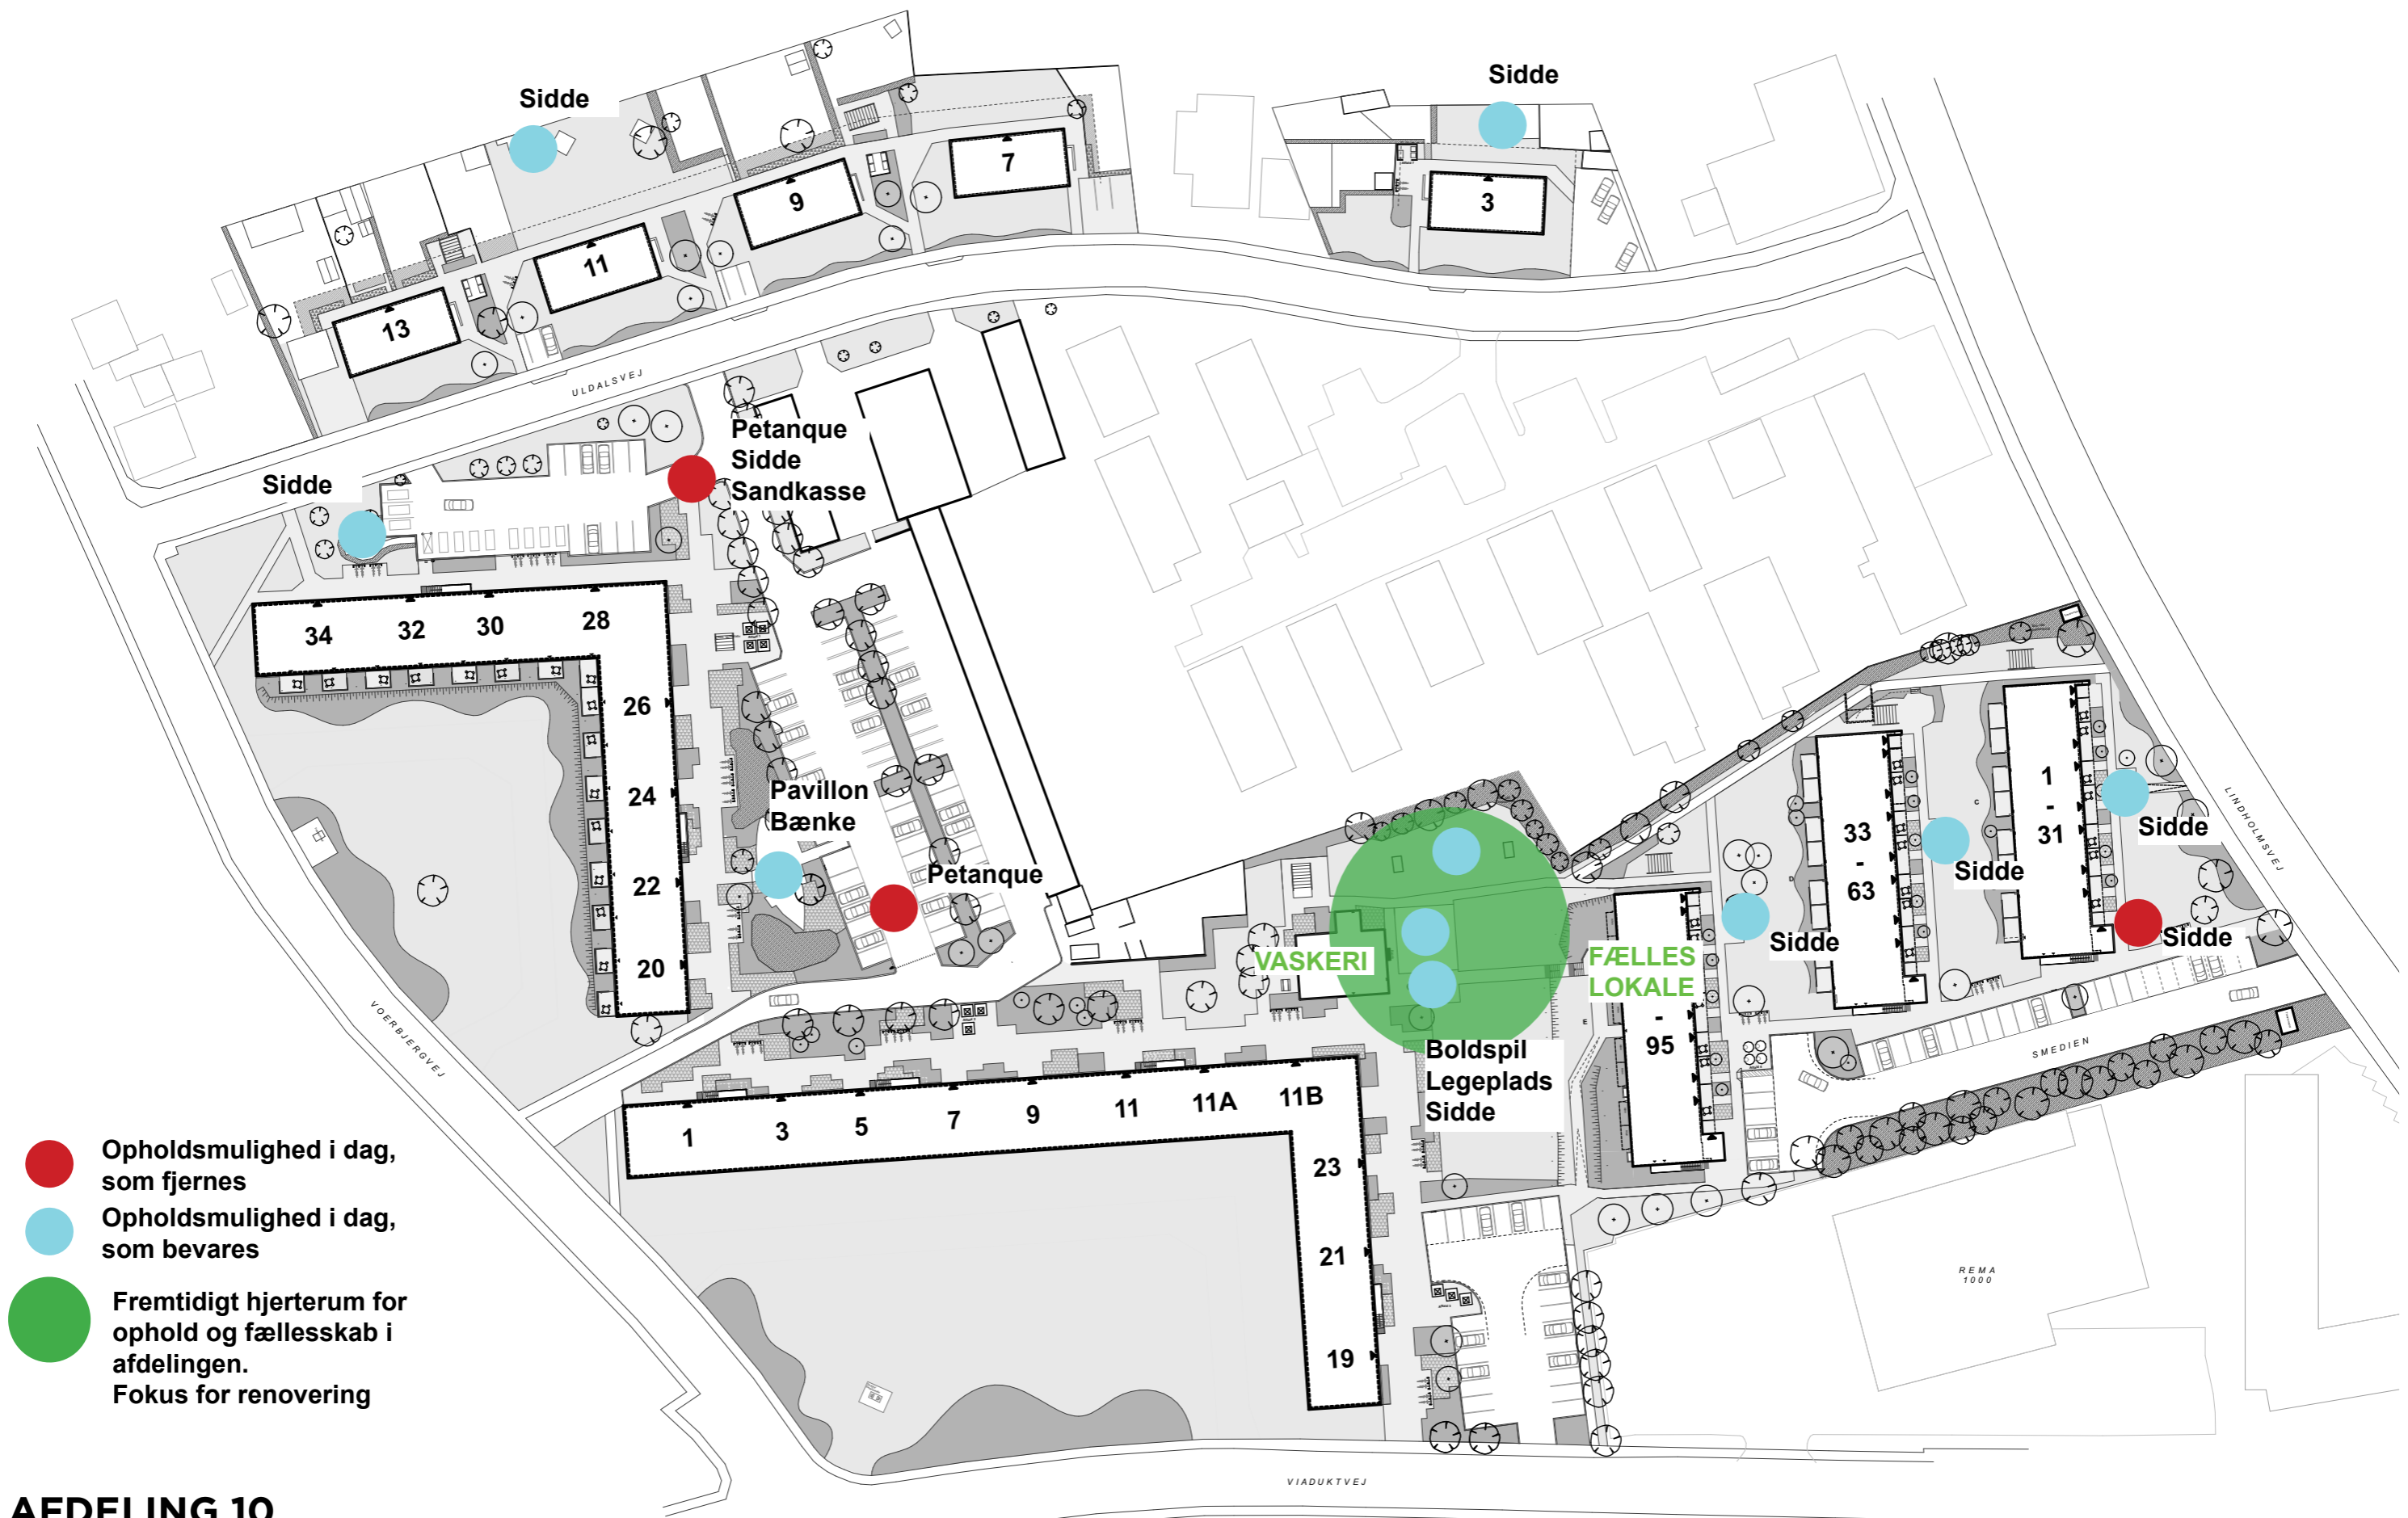 Sidde
Sidde
7
3
9
11
13
ULDALSVEJ
Petanque
Sidde
Sandkasse
Sidde
34
32
30
28
26
24
22
20
Pavillon
Bænke
Petanque
1
-
31
33
-
63
Sidde
Sidde
Sidde
Sidde
LINDHOLMSVEJ
VASKERI
FÆLLES
LOKALE
-
95
VOERBJERGVEJ
SMEDIEN
Boldspil
Legeplads
Sidde
1
3
5
7
9
11
11A
11B
23
21
19
REMA
1000
VIADUKTVEJ
C
D
E
Opholdsmulighed i dag,
som fjernes
Opholdsmulighed i dag,
som bevares
Fremtidigt hjerterum for
ophold og fællesskab i
afdelingen.
Fokus for renovering
AFDELING 10